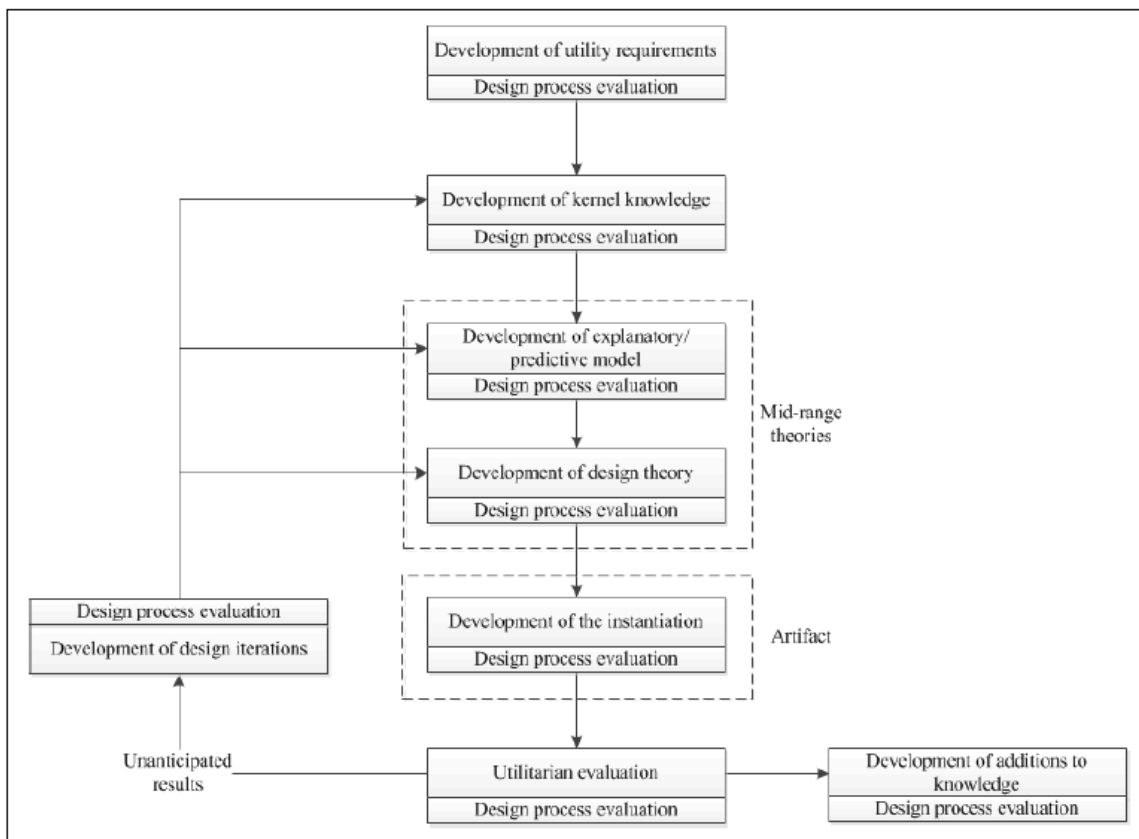 Development of utility requirements
Design process evaluation
Development of kernel knowledge
Design process evaluation
Development of explanatory/
predictive model
Design process evaluation
Mid-range
theories
Development of design theory
Design process evaluation
Design process evaluation
Development of design iterations
Development of the instantiation
Design process evaluation
Artifact
Unanticipated
results
Utilitarian evaluation
Design process evaluation
Development of additions to
knowledge
Design process evaluation